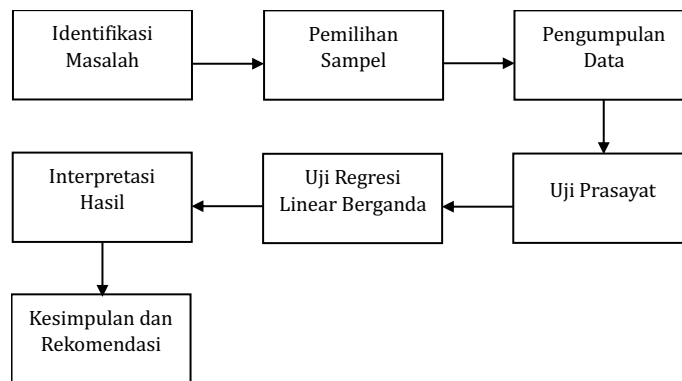 Identifikasi
Masalah
Pemilihan
Sampel
Pengumpulan
Data
Uji Prasayat
Uji Regresi
Linear Berganda
Interpretasi
Hasil
Kesimpulan dan
Rekomendasi